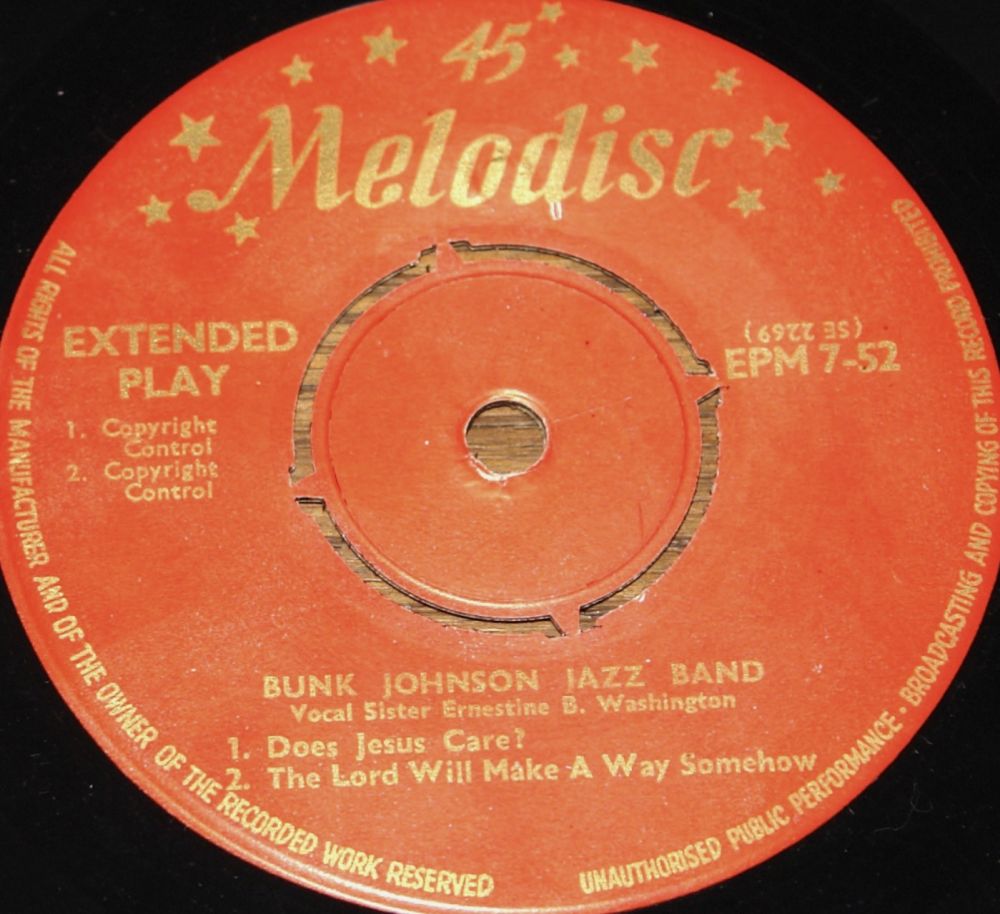 45
Melodisc
EXTENDED
PLAY
1. Copyright
Control
2. Copyright
Control
(SE 2269)
EPM 7-52
BUNK JOHNSON JAZZ BAND
Vocal Sister Ernestine B. Washington
1. Does Jesus Care?
2. The Lord Will Make A Way Somehow
ALL RIGHTS OF THE MANUFACTURER AND OF THE OWNER OF THE RECORDED WORK RESERVED
UNAUTHORISED PUBLIC PERFORMANCE · BROADCASTING AND COPYING OF THIS RECORD PROHIBITED